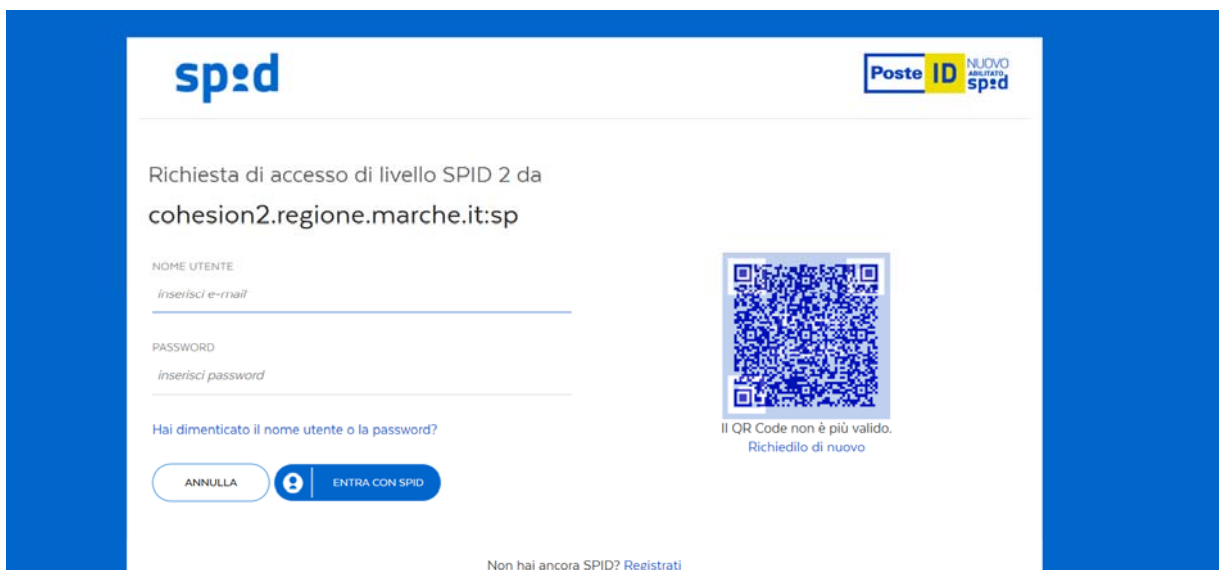 spid
Poste ID NUOVO ABILITATO spid
Richiesta di accesso di livello SPID 2 da
cohesion2.regione.marche.it:sp
NOME UTENTE
inserisci e-mail
PASSWORD
inserisci password
Hai dimenticato il nome utente o la password?
ANNULLA
ENTRA CON SPID
Il QR Code non è più valido.
Richiedilo di nuovo
Non hai ancora SPID? Registrati